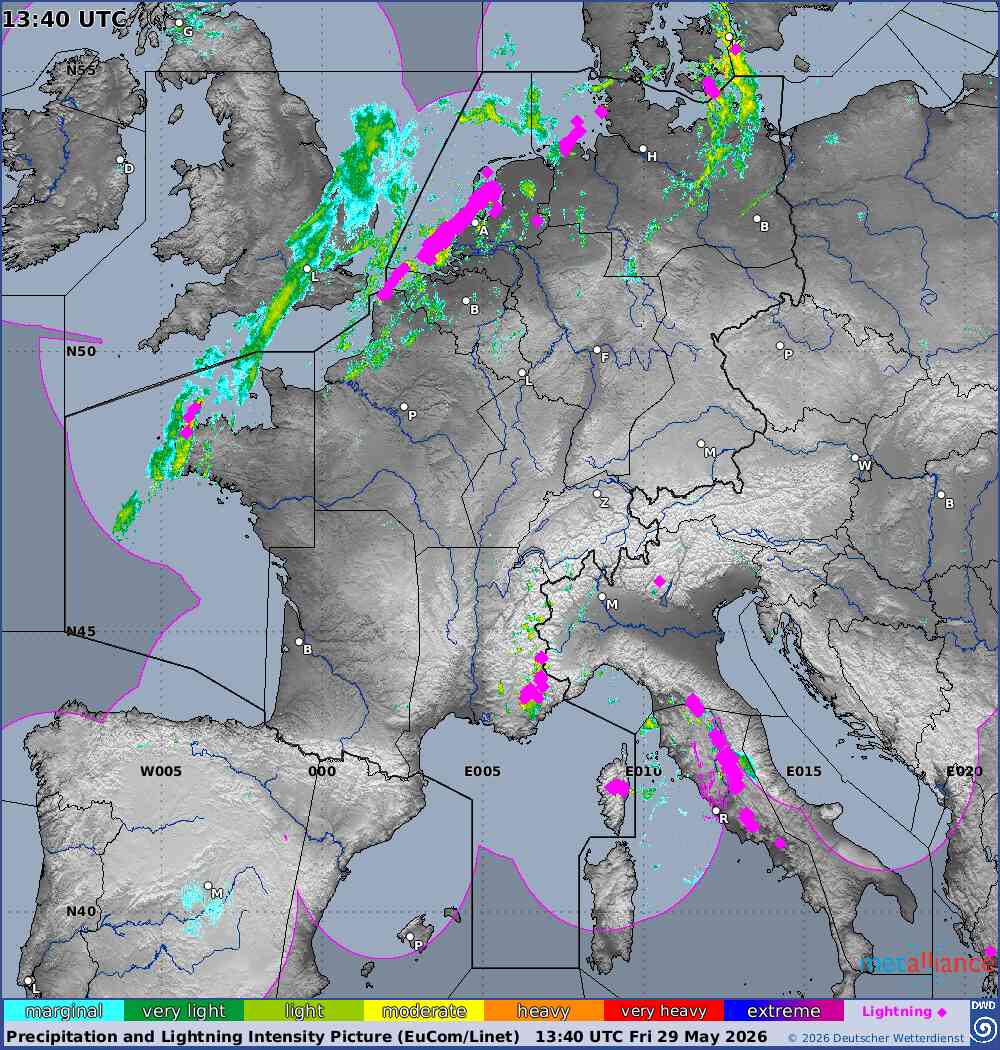 13:40 UTC
G
N55
K
D
H
A
B
L
B
N50
P
F
L
P
M
W
B
Z
M
N45
B
W005
000
E005
E010
E015
E020
R
M
N40
P
L
metalliance
marginal
very light
light
moderate
heavy
very heavy
extreme
Lightning
DWD
Precipitation and Lightning Intensity Picture (EuCom/Linet) 13:40 UTC Fri 29 May 2026 © 2026 Deutscher Wetterdienst